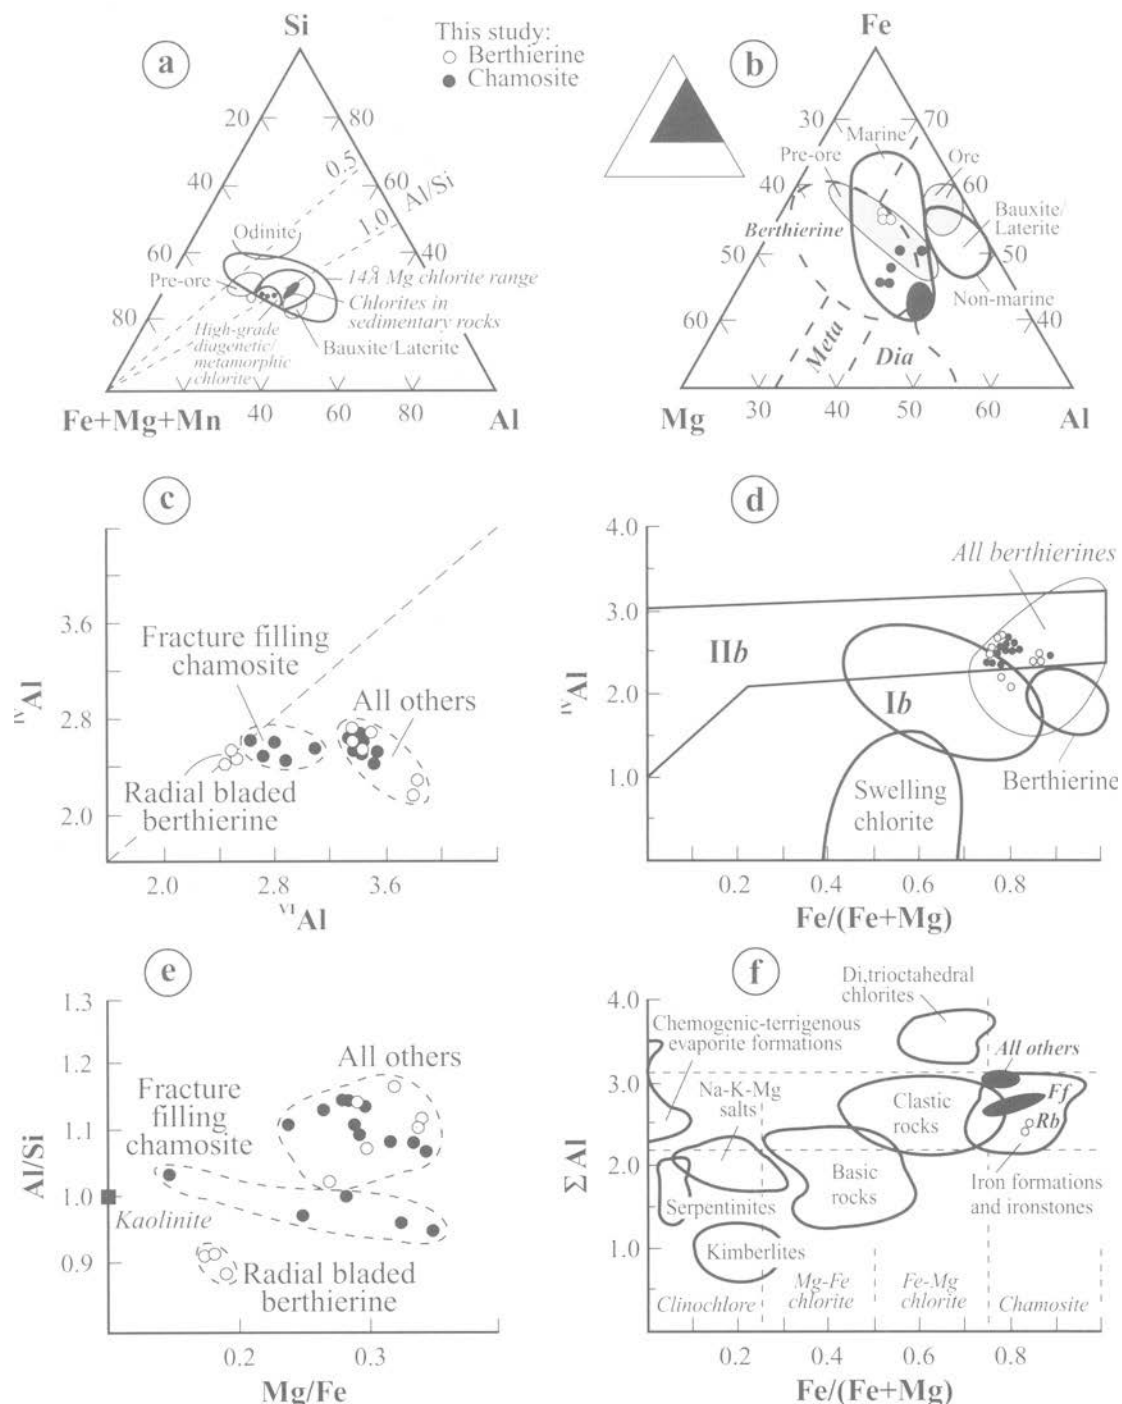 This study:
Berthierine
Chamosite
a
Si
20
80
0.5
40
60
Al/Si
1.0
Odinite
60
40
Pre-ore
14Å Mg chlorite range
Chlorites in
sedimentary rocks
80
High-grade
diagenetic/
metamorphic
chlorite
Bauxite/Laterite
40
60
80
Fe+Mg+Mn
Al
b
Fe
30
70
Marine
Pre-ore
Ore
40
60
Bauxite/
Laterite
Berthierine
50
Non-marine
60
40
Meta
Dia
Mg
30
40
50
60
Al
c
3.6
Fracture filling
chamosite
IVAl
2.8
All others
Radial bladed
berthierine
2.0
2.0
2.8
3.6
VIAl
d
4.0
All berthierines
3.0
IIb
IVAl
2.0
Ib
1.0
Swelling
chlorite
Berthierine
0.2
0.4
0.6
0.8
Fe/(Fe+Mg)
e
1.3
1.2
All others
Fracture
filling
chamosite
1.1
Al/Si
1.0
Kaolinite
0.9
Radial bladed
berthierine
0.2
0.3
Mg/Fe
f
Di,trioctahedral
chlorites
4.0
Chemogenic-terrigenous
evaporite formations
All others
3.0
Na-K-Mg
salts
Clastic
rocks
Ff
Rb
Σ Al
2.0
Serpentinites
Basic
rocks
Iron formations
and ironstones
1.0
Kimberlites
Clinochlore
Mg-Fe
chlorite
Fe-Mg
chlorite
Chamosite
0.2
0.4
0.6
0.8
Fe/(Fe+Mg)